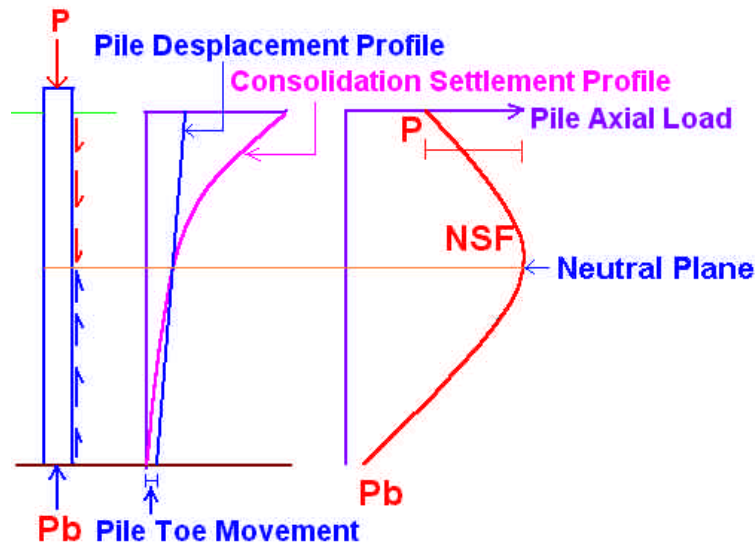 P
Pile Desplacement Profile
Consolidation Settlement Profile
P
Pile Axial Load
NSF
Neutral Plane
Pb
Pb
Pile Toe Movement